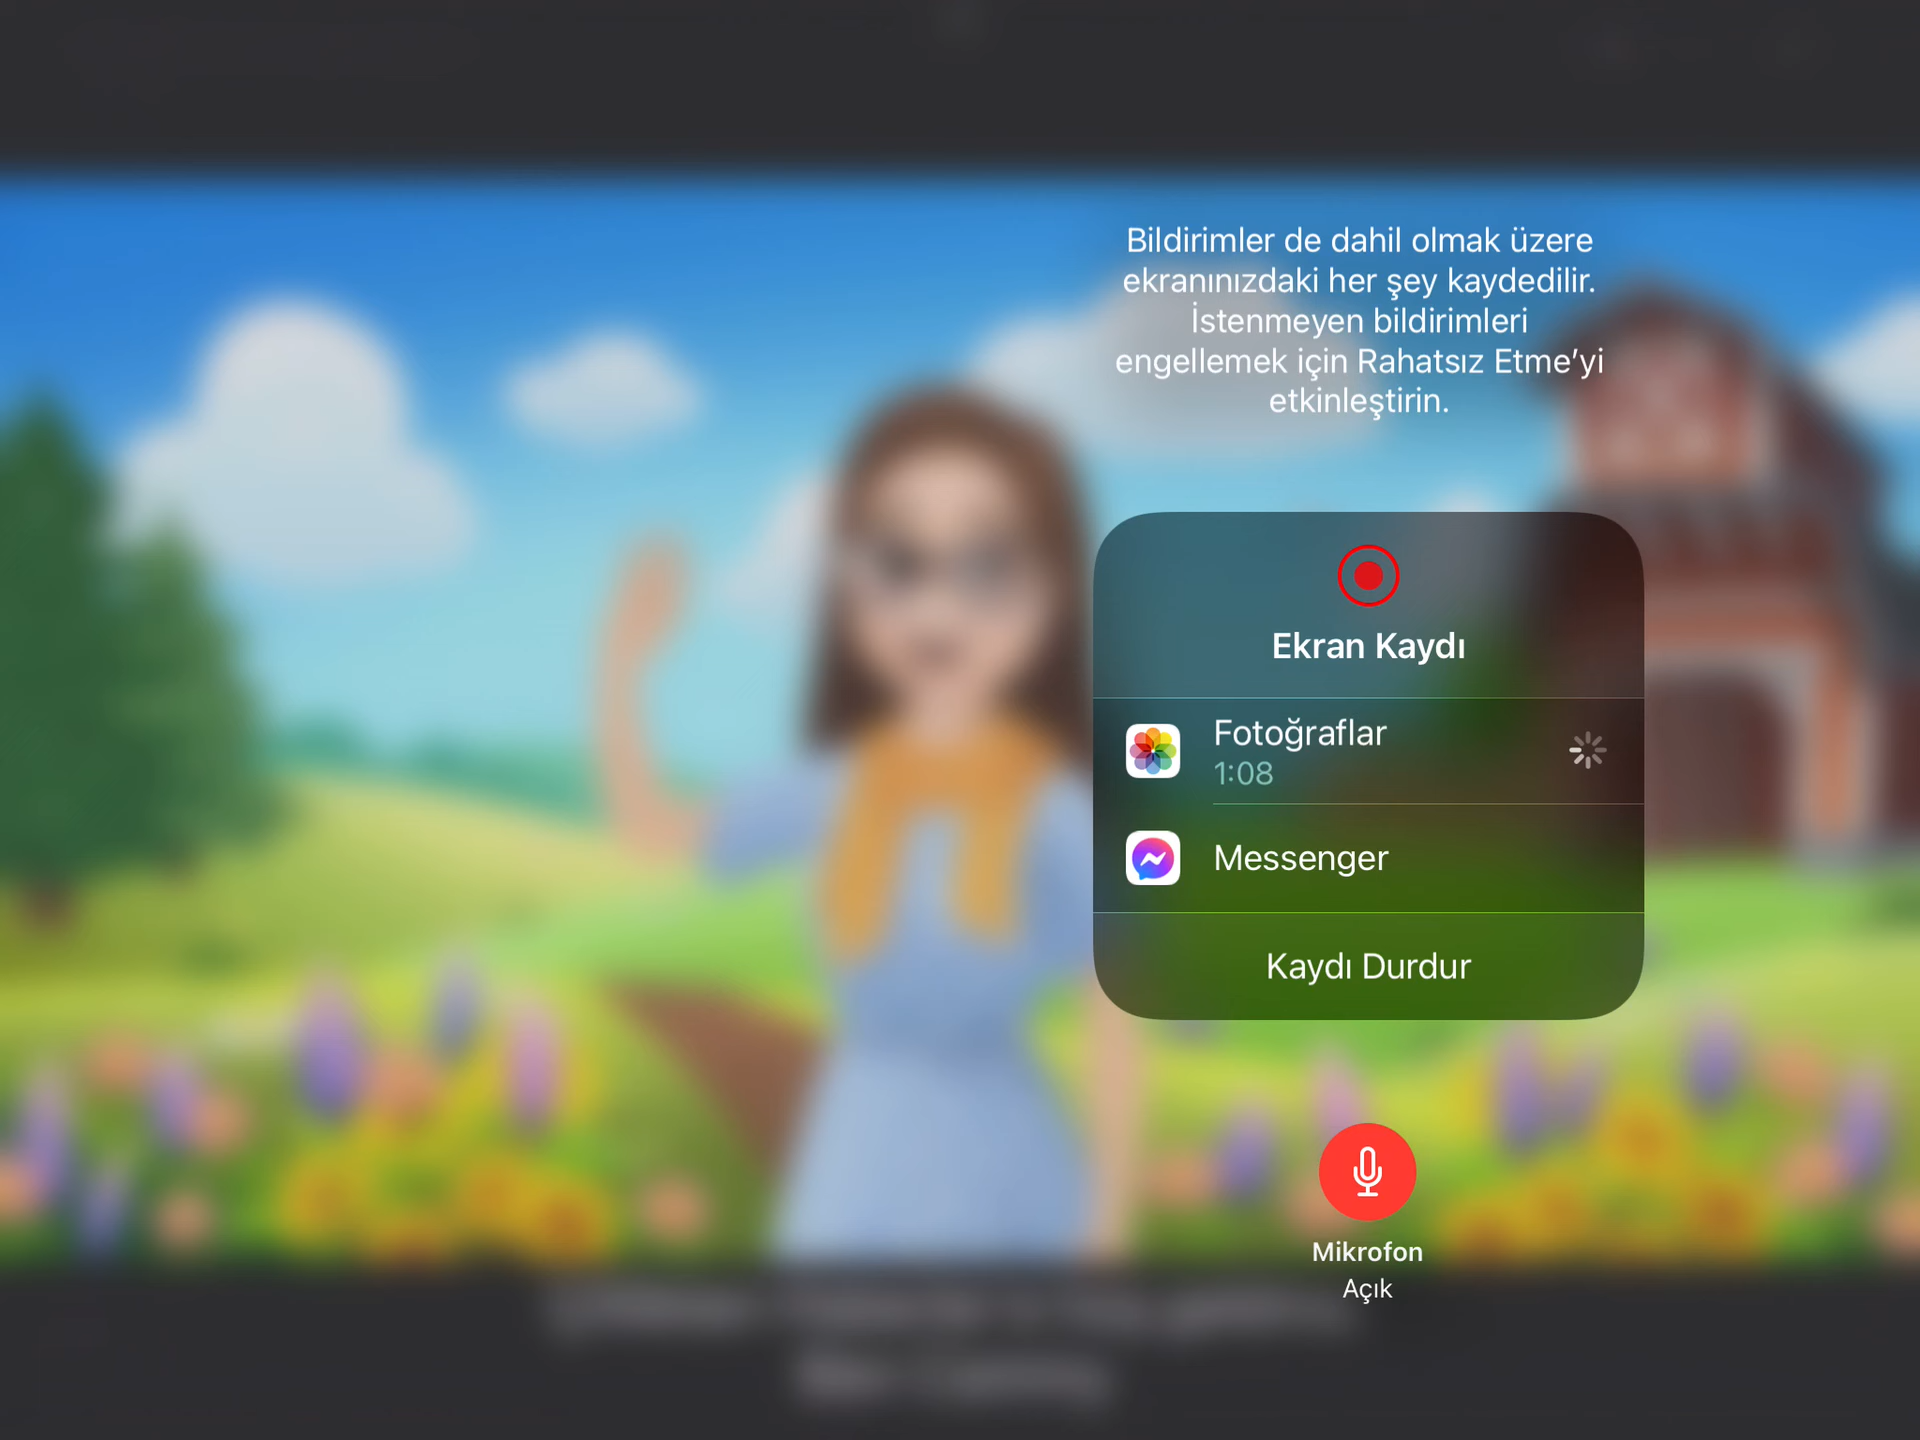 Bildirimler de dahil olmak üzere
ekranınızdaki her şey kaydedilir.
İstenmeyen bildirimleri
engellemek için Rahatsız Etme’yi
etkinleştirin.
Ekran Kaydı
Fotoğraflar
1:08
Messenger
Kaydı Durdur
Mikrofon
Açık